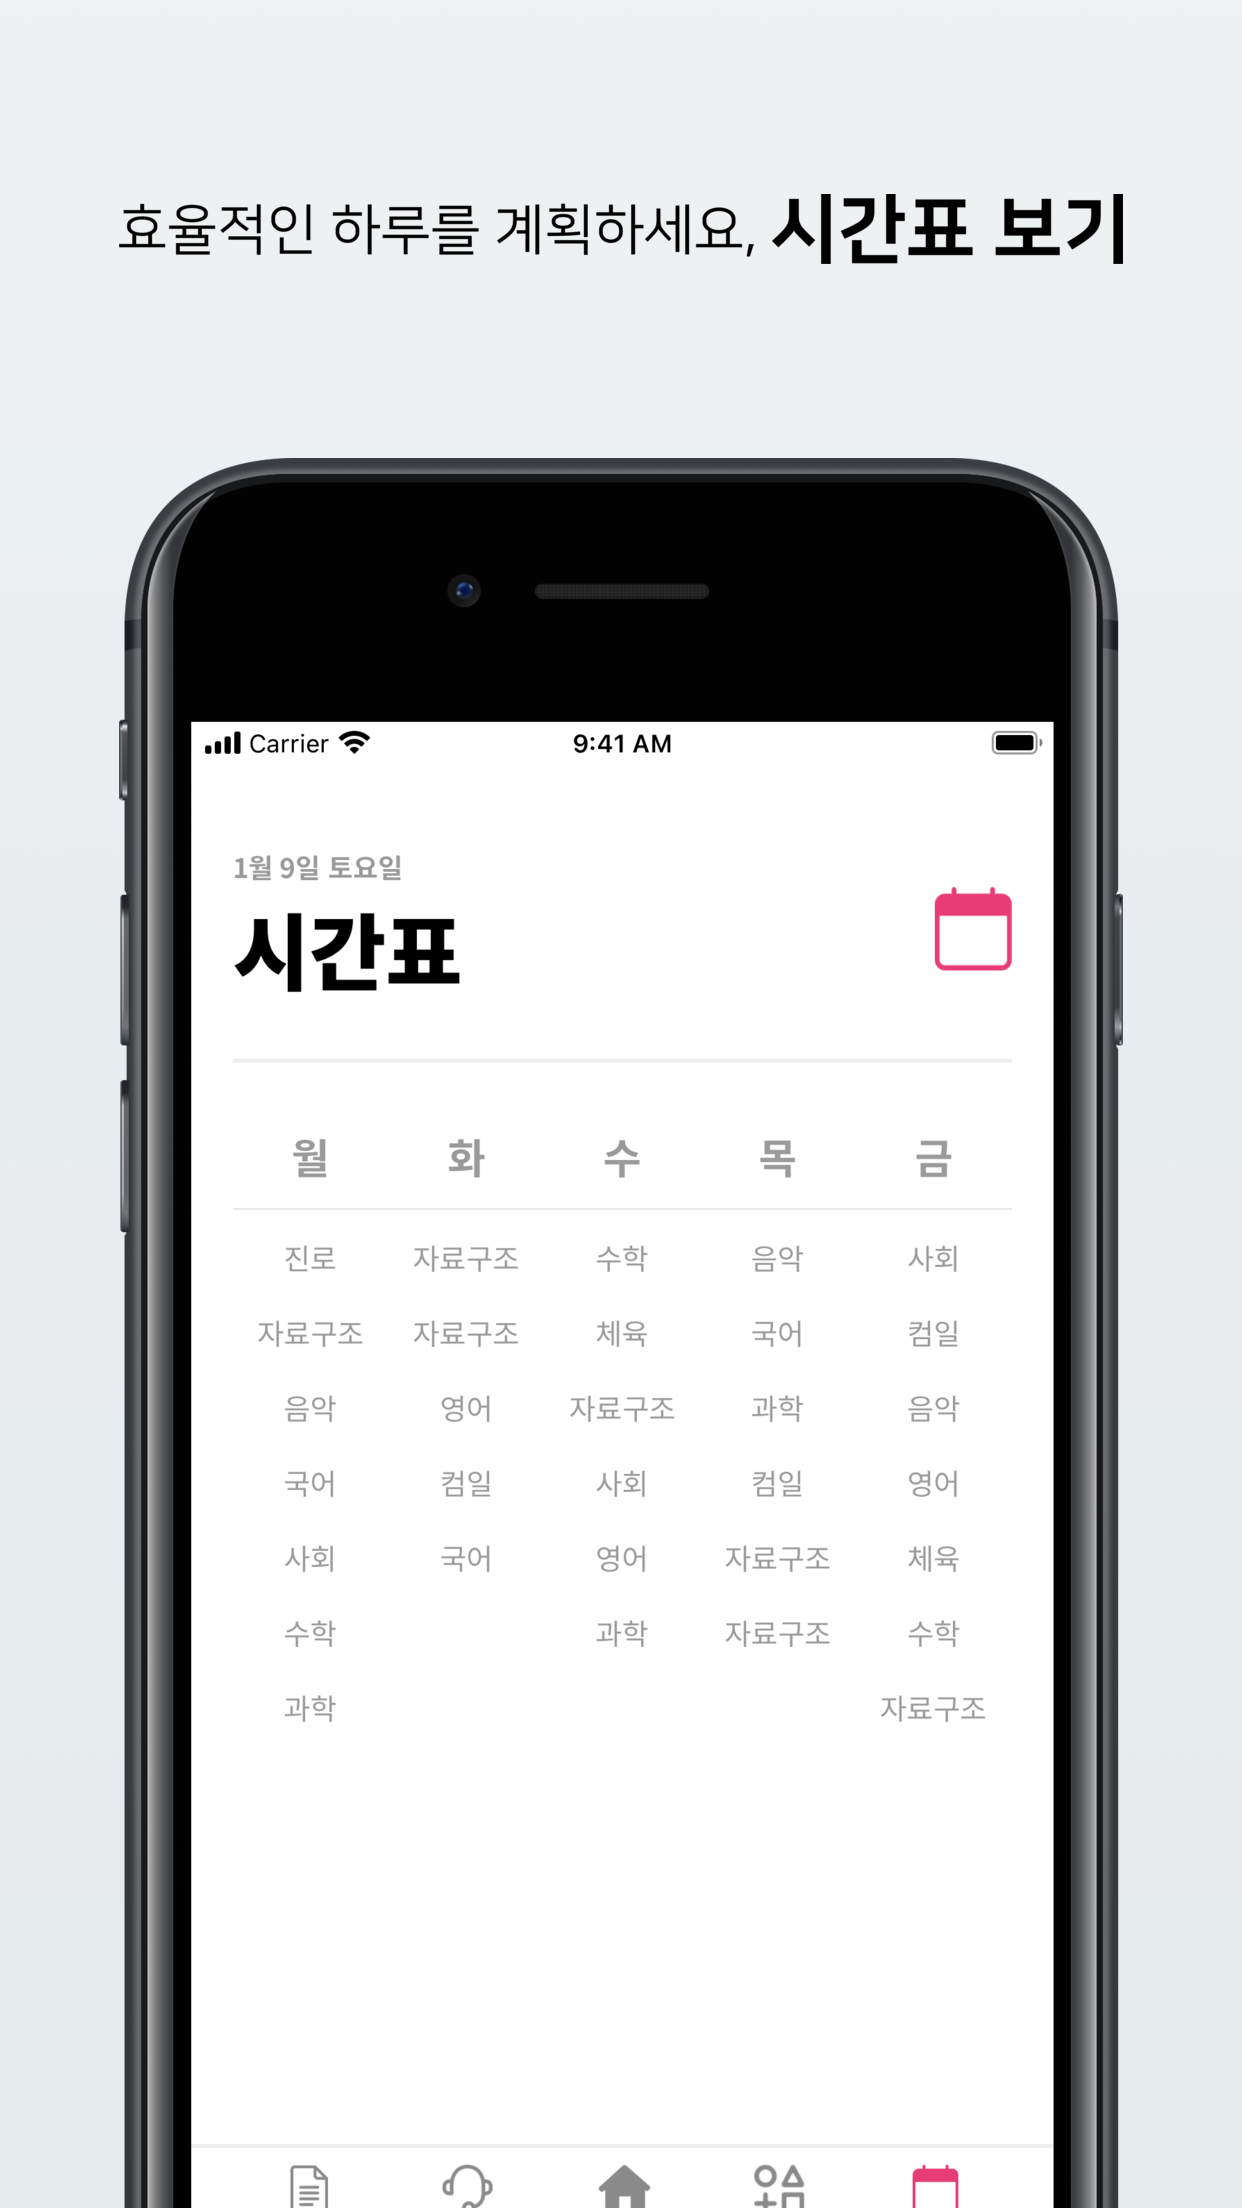 효율적인 하루를 계획하세요, 시간표 보기
Carrier 9:41 AM
1월 9일 토요일
시간표
월 화 수 목 금
진로 자료구조 수학 음악 사회
자료구조 자료구조 체육 국어 컴일
음악 영어 자료구조 과학 음악
국어 컴일 사회 컴일 영어
사회 국어 영어 자료구조 체육
수학 과학 자료구조 수학
과학 자료구조